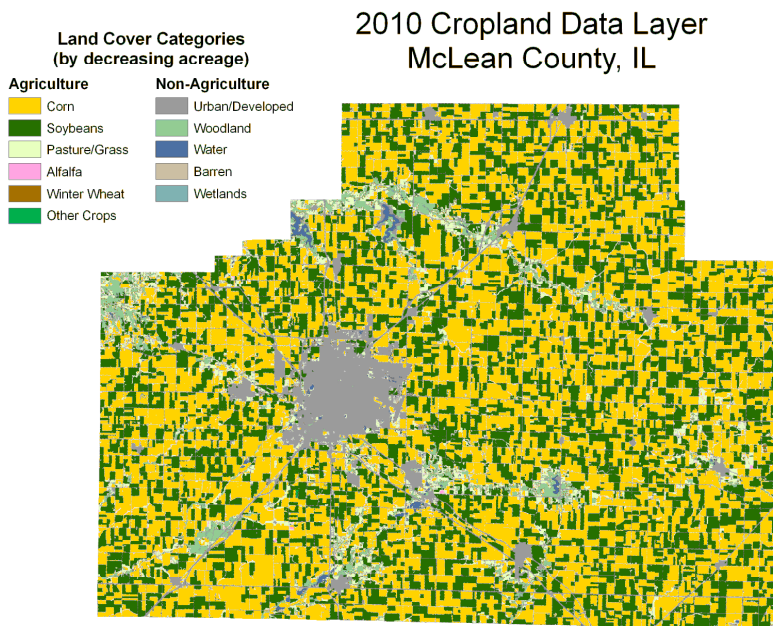 2010 Cropland Data Layer
McLean County, IL
Land Cover Categories
(by decreasing acreage)
Agriculture
Corn
Soybeans
Pasture/Grass
Alfalfa
Winter Wheat
Other Crops
Non-Agriculture
Urban/Developed
Woodland
Water
Barren
Wetlands